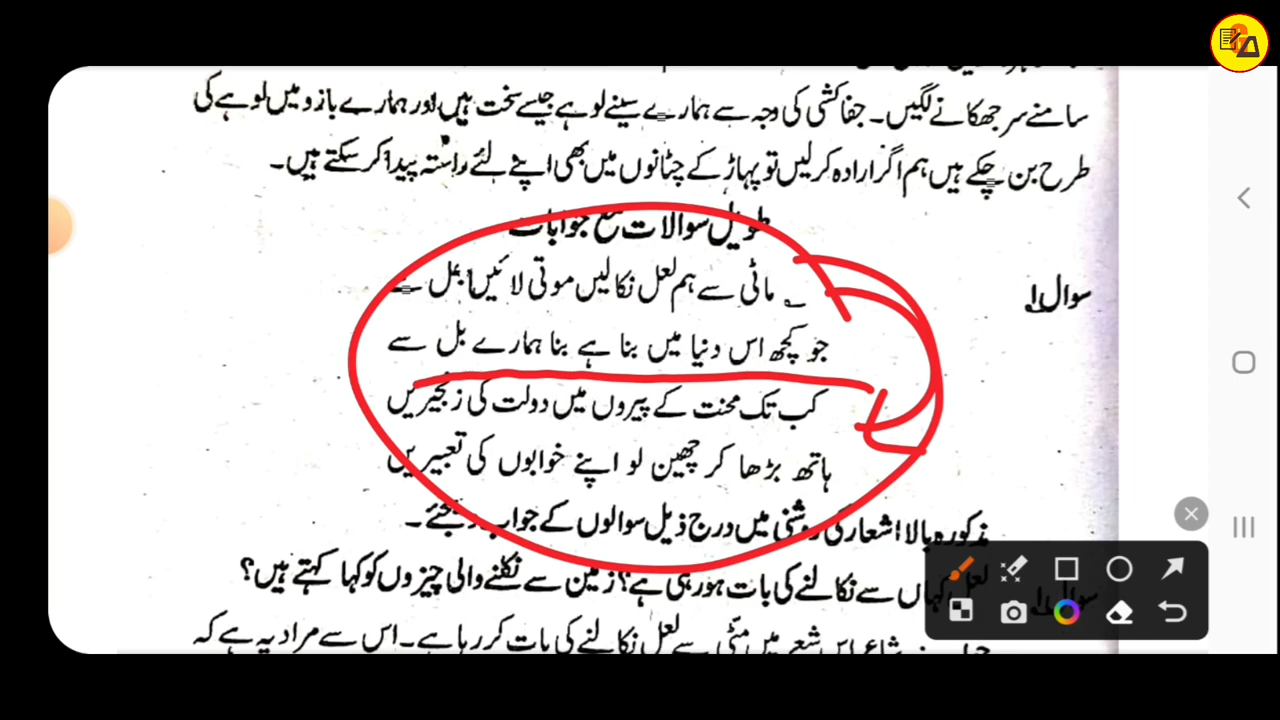 سامنے سر جھکانے لگیں۔ جفاکشی کی وجہ سے ہمارے سینے لوہے جیسے سخت ہیں اور ہمارے بازو میں لوہے کی
طرح بن چکے ہیں ہم اگر ارادہ کرلیں تو پہاڑ کے چٹانوں میں بھی اپنے لئے راستہ پیدا کر سکتے ہیں۔
طویل سوالات مع جوابات
سوال ۱ ؎ ماٹی سے ہم لعل نکالیں موتی لائیں جل سے
جو کچھ اس دنیا میں بنا ہے بنا ہمارے بل سے
کب تک محنت کے پیروں میں دولت کی زنجیریں
ہاتھ بڑھا کر چھین لو اپنے خوابوں کی تعبیریں
مذکورہ بالا اشعار کی روشنی میں درج ذیل سوالوں کے جواب دیجئے۔
سوال ۱ لعل کہاں سے نکالنے کی بات ہو رہی ہے؟ زمین سے نکلنے والی چیزوں کو کیا کہتے ہیں؟
شاعر اس شعر میں مٹی سے لعل نکالنے کی بات کر رہا ہے۔ اس سے مراد یہ ہے کہ